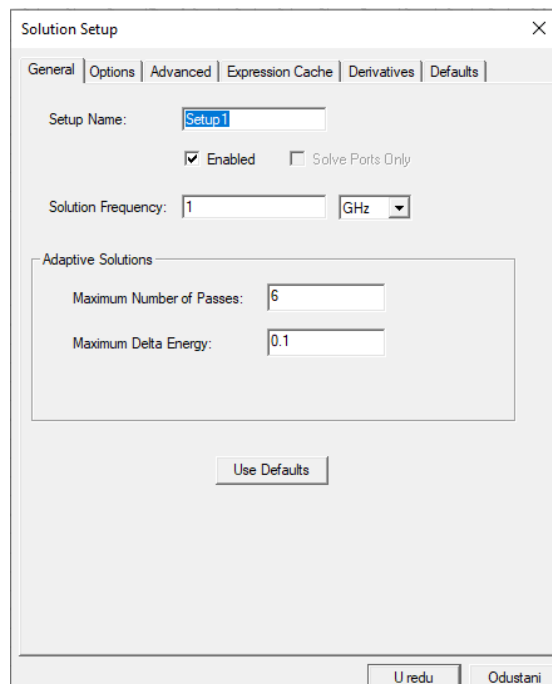 Solution Setup
General Options Advanced Expression Cache Derivatives Defaults
Setup Name: Setup1
Enabled Solve Ports Only
Solution Frequency: 1 GHz
Adaptive Solutions
Maximum Number of Passes: 6
Maximum Delta Energy: 0.1
Use Defaults
U redu Odustani